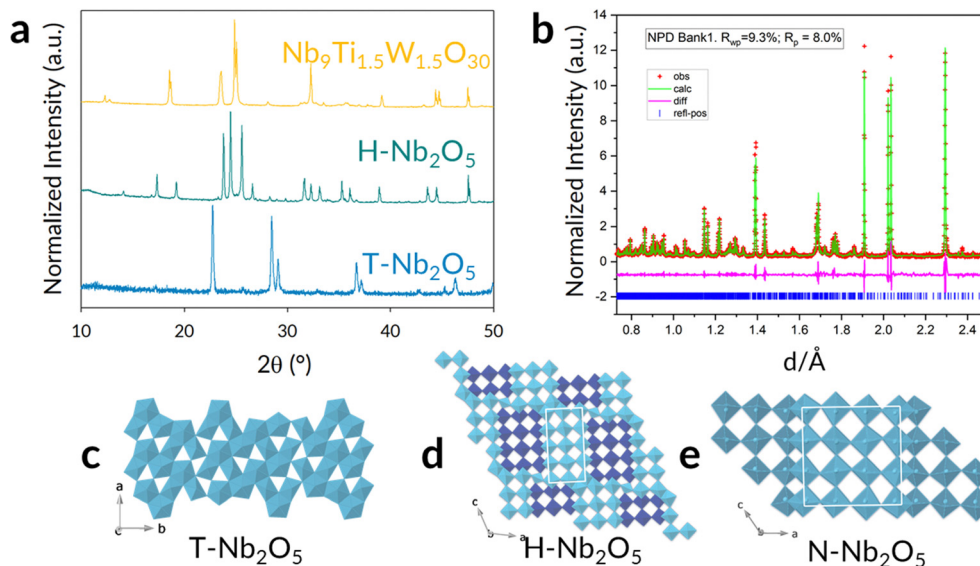 a
Normalized Intensity (a.u.)
Nb₉Ti₁.₅W₁.₅O₃₀
H-Nb₂O₅
T-Nb₂O₅
10
20
30
40
50
2θ (°)
b
Normalized Intensity (a.u.)
14
12
10
8
6
4
2
0
-2
NPD Bank1. Rwp=9.3%; Rp = 8.0%
obs
calc
diff
refl-pos
0.8 1.0 1.2 1.4 1.6 1.8 2.0 2.2 2.4
d/Å
c
a
c
b
T-Nb₂O₅
d
c
b
a
H-Nb₂O₅
e
c
b
a
N-Nb₂O₅